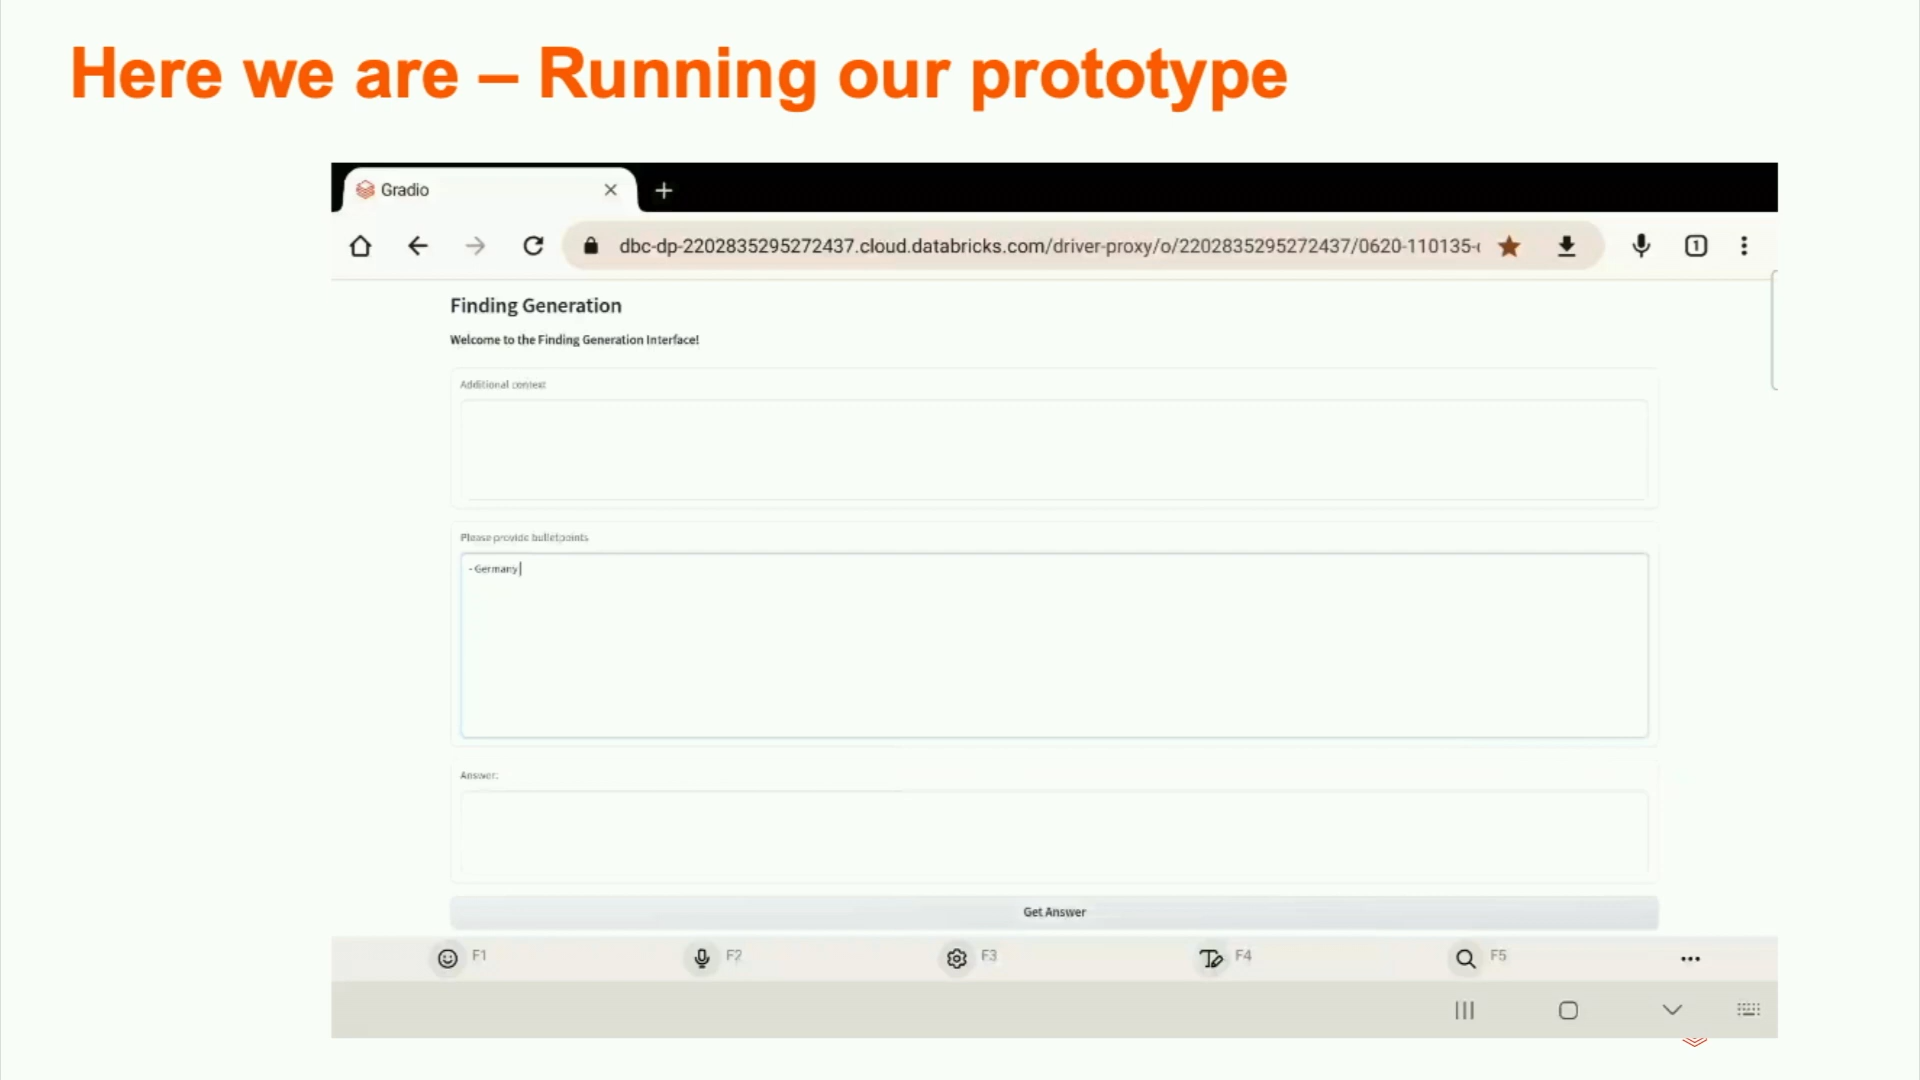 Here we are – Running our prototype
Gradio
dbc-dp-2202835295272437.cloud.databricks.com/driver-proxy/o/2202835295272437/0620-110135-
1
Finding Generation
Welcome to the Finding Generation Interface!
Additional context
Please provide bulletpoints
- Germany
Answer:
Get Answer
F1 F2 F3 F4 F5